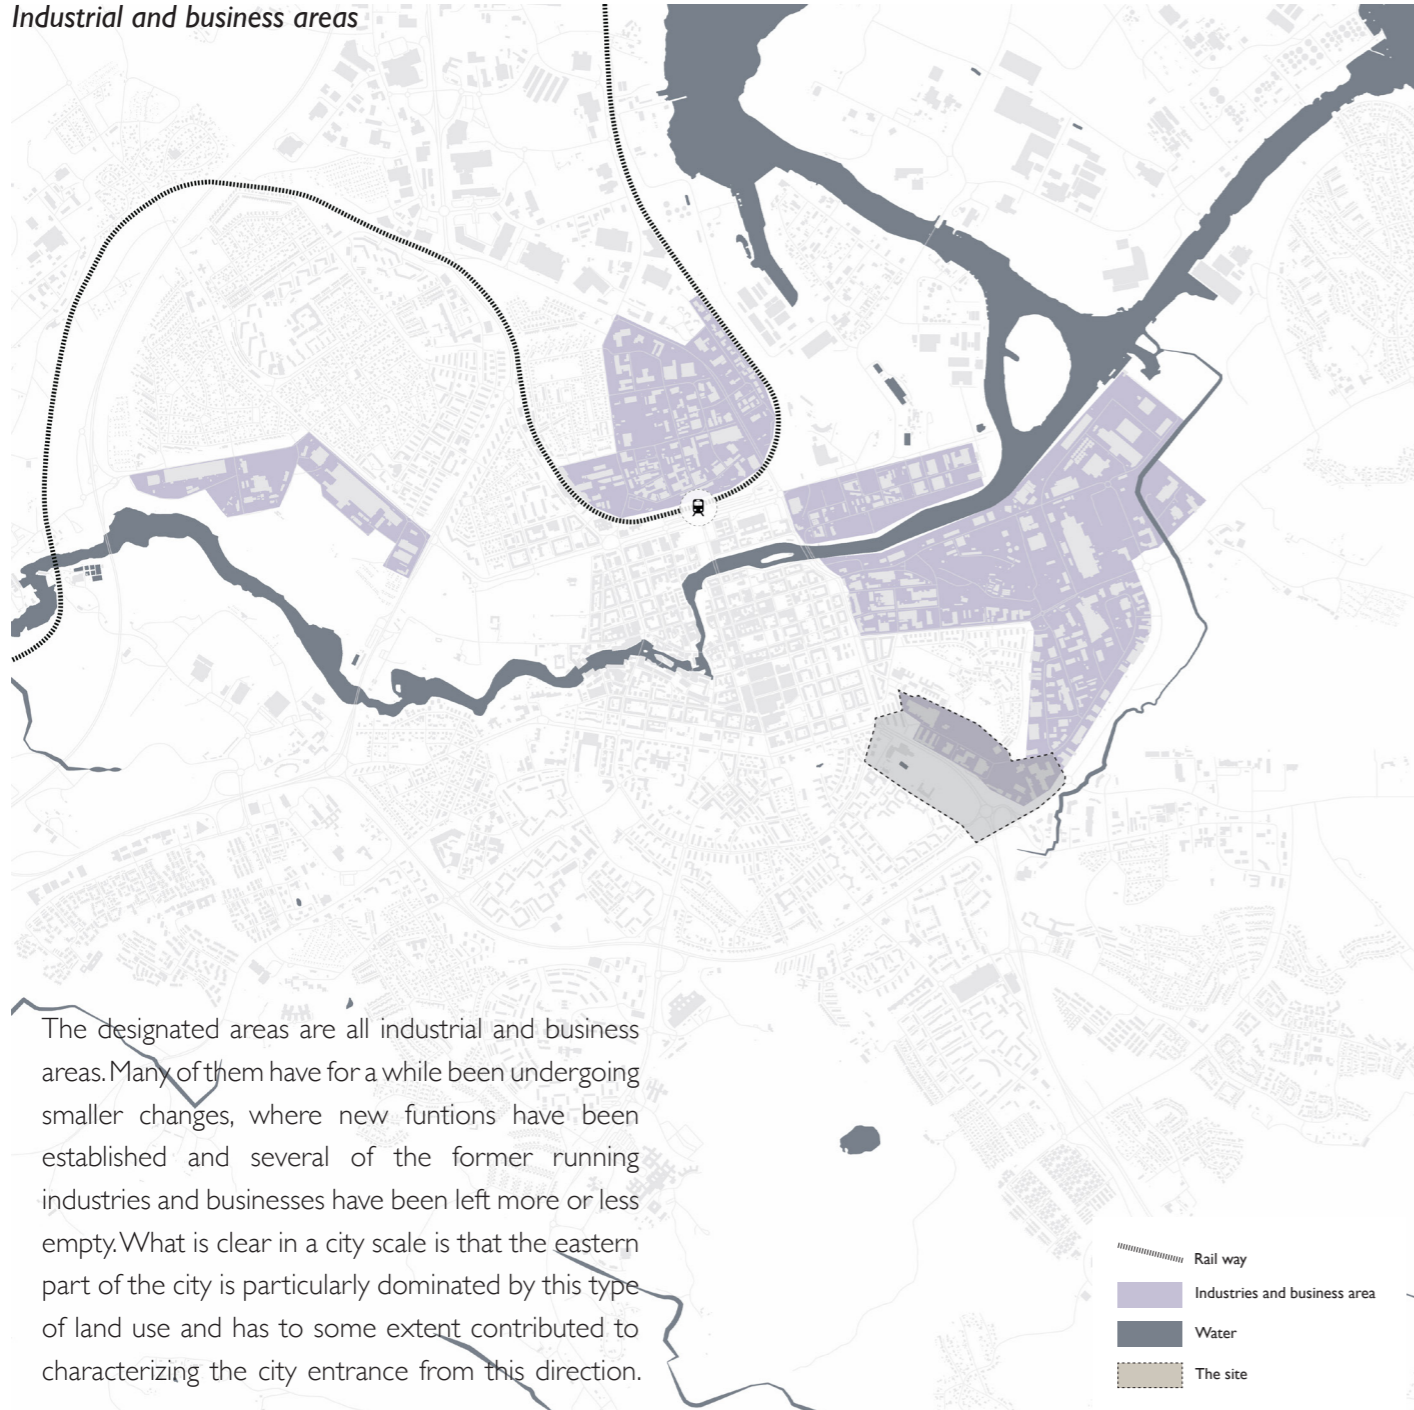 Industrial and business areas
The designated areas are all industrial and business
areas. Many of them have for a while been undergoing
smaller changes, where new funtions have been
established and several of the former running
industries and businesses have been left more or less
empty. What is clear in a city scale is that the eastern
part of the city is particularly dominated by this type
of land use and has to some extent contributed to
characterizing the city entrance from this direction.
Rail way
Industries and business area
Water
The site